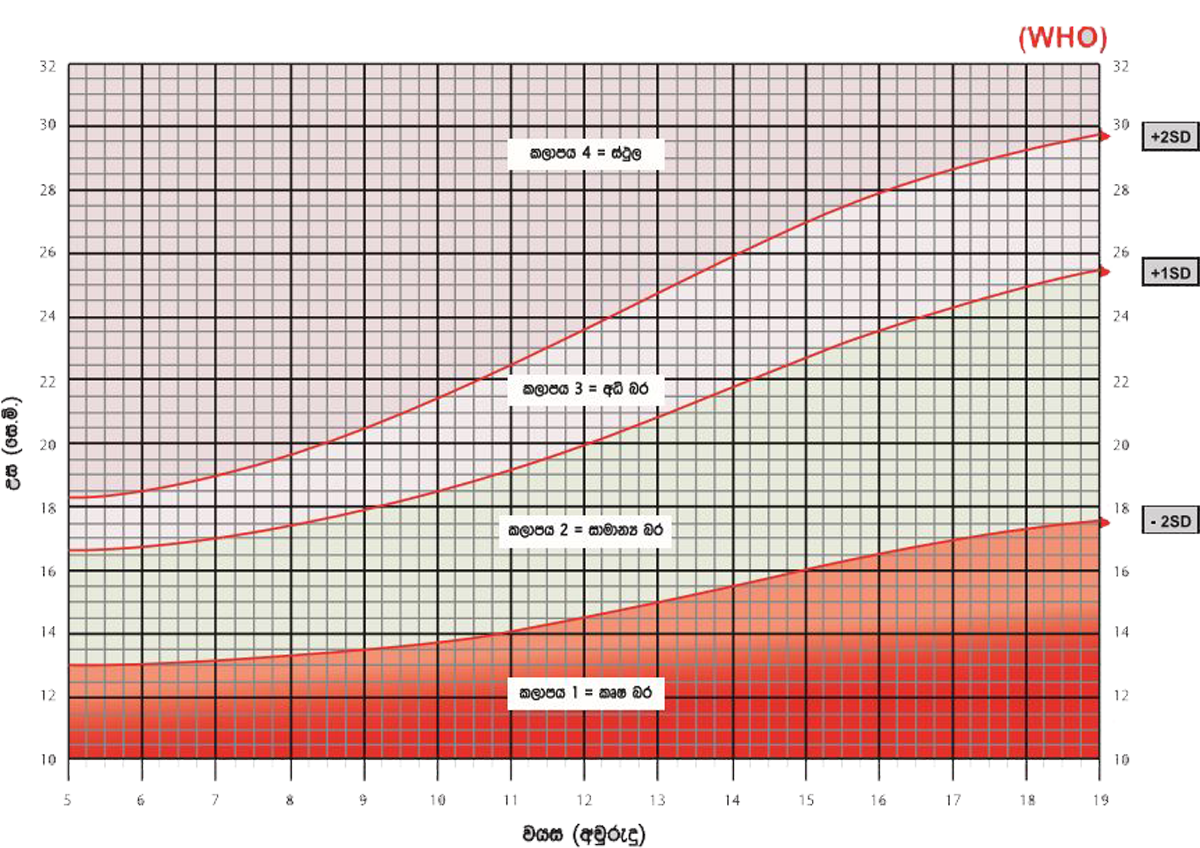 (WHO)
32 32
30 30
+2SD
කලාපය 4 = ස්ථුල
28 28
26 26
+1SD
24 24
22 22
කලාපය 3 = අධි බර
උස (සෙ.මී.)
20 20
18 18
- 2SD
කලාපය 2 = සාමාන්‍ය බර
16 16
14 14
කලාපය 1 = කෘෂ බර
12 12
10 10
5 6 7 8 9 10 11 12 13 14 15 16 17 18 19
වයස (අවුරුදු)